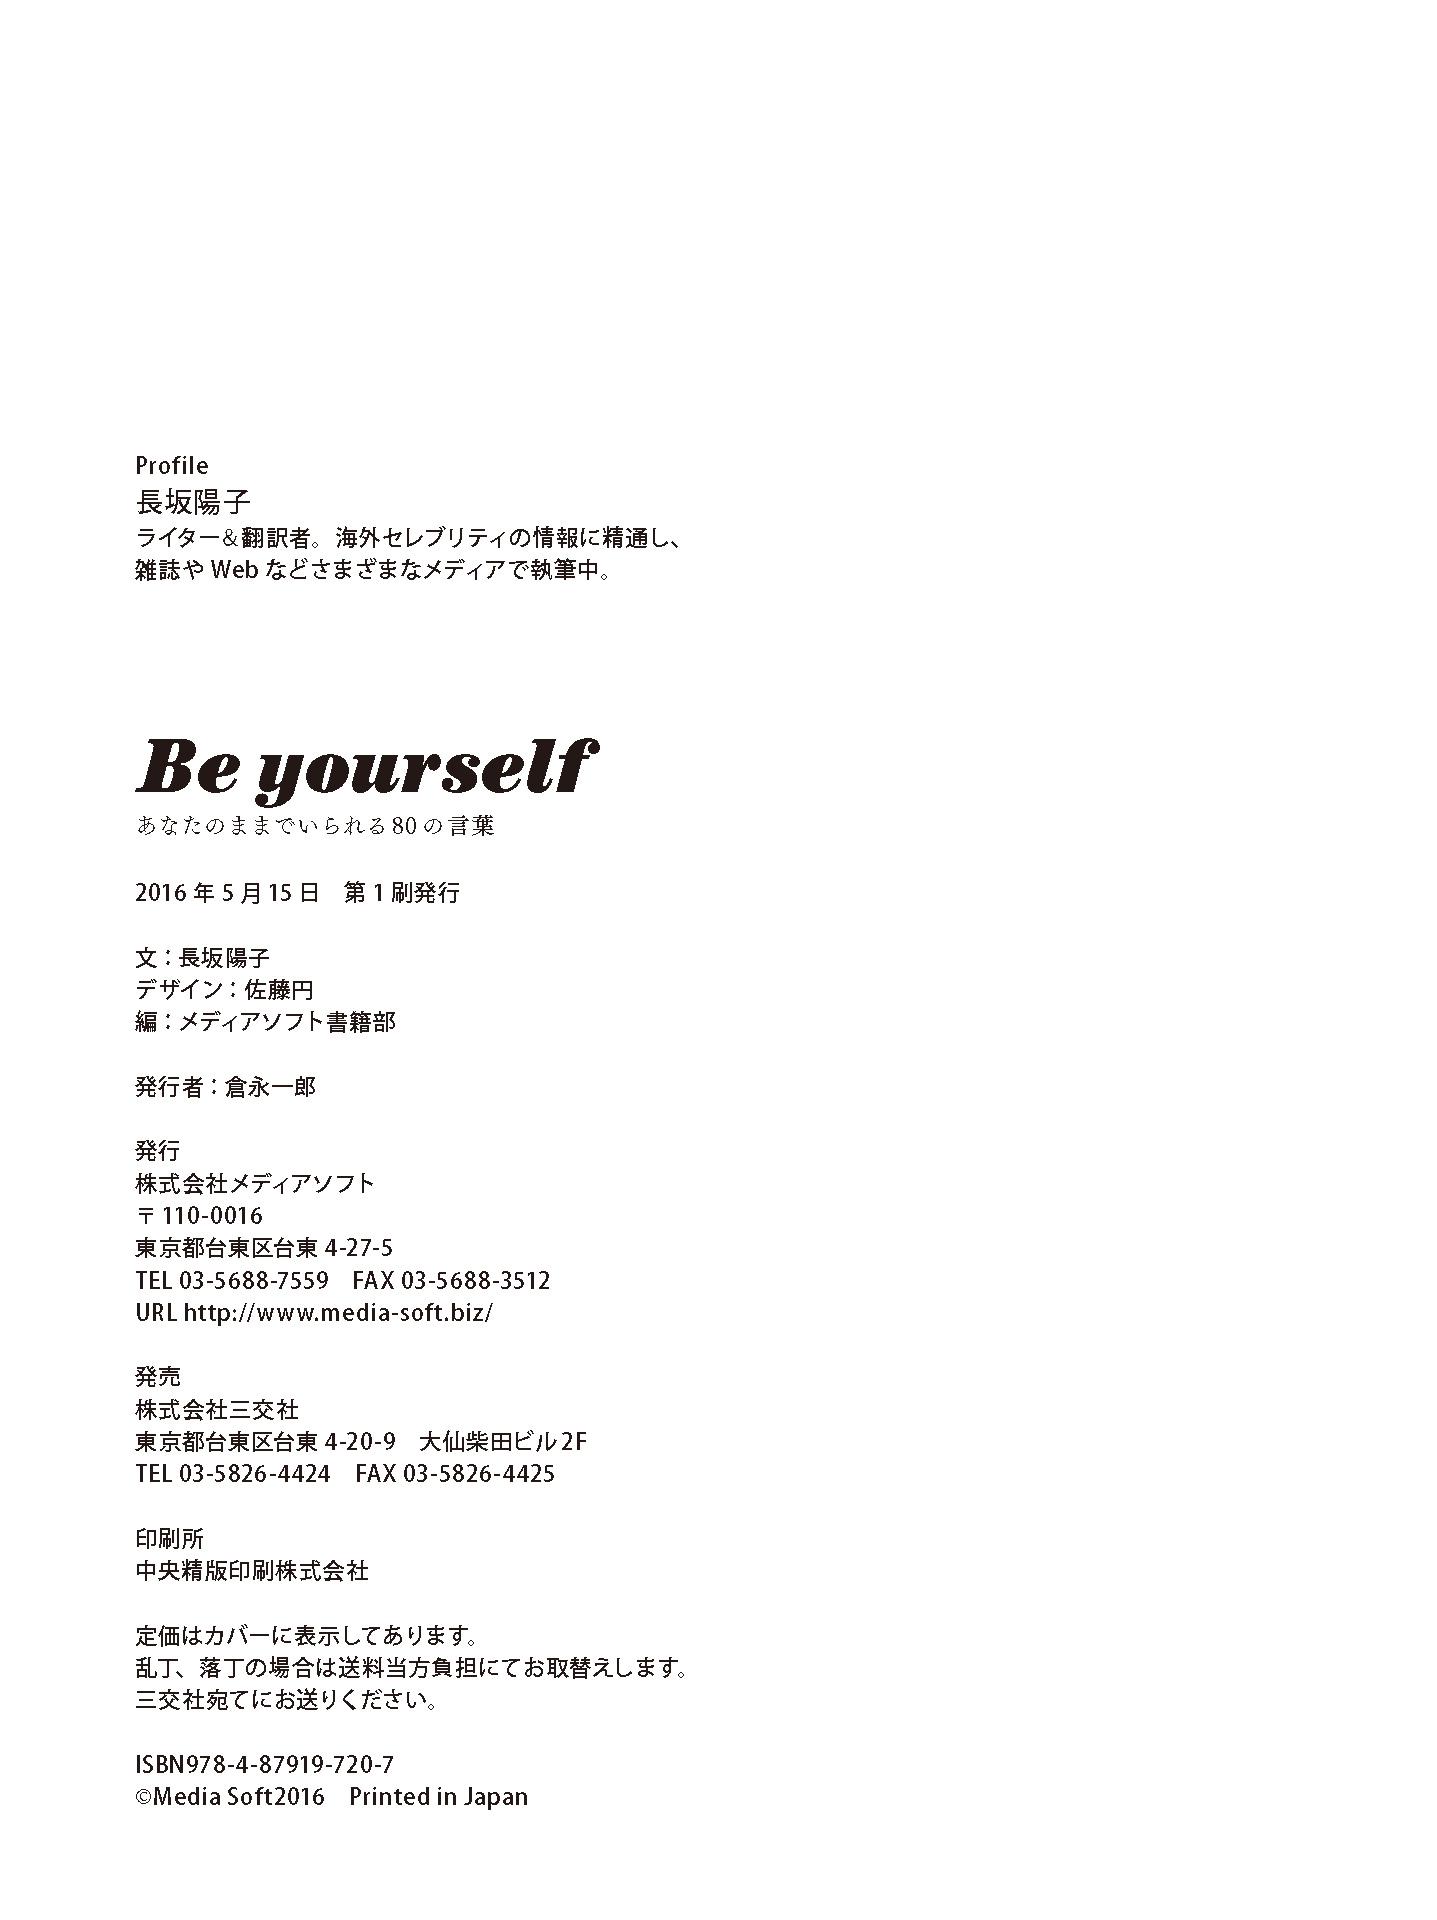 Profile
長坂陽子
ライター&翻訳者。海外セレブリティの情報に精通し、
雑誌や Web などさまざまなメディアで執筆中。
Be yourself
あなたのままでいられる80の言葉
2016 年 5 月 15 日　第 1 刷発行
文：長坂陽子
デザイン：佐藤円
編：メディアソフト書籍部
発行者：倉永一郎
発行
株式会社メディアソフト
〒 110-0016
東京都台東区台東 4-27-5
TEL 03-5688-7559　FAX 03-5688-3512
URL http://www.media-soft.biz/
発売
株式会社三交社
東京都台東区台東 4-20-9　大仙柴田ビル2F
TEL 03-5826-4424　FAX 03-5826-4425
印刷所
中央精版印刷株式会社
定価はカバーに表示してあります。
乱丁、落丁の場合は送料当方負担にてお取替えします。
三交社宛てにお送りください。
ISBN978-4-87919-720-7
©Media Soft2016　Printed in Japan